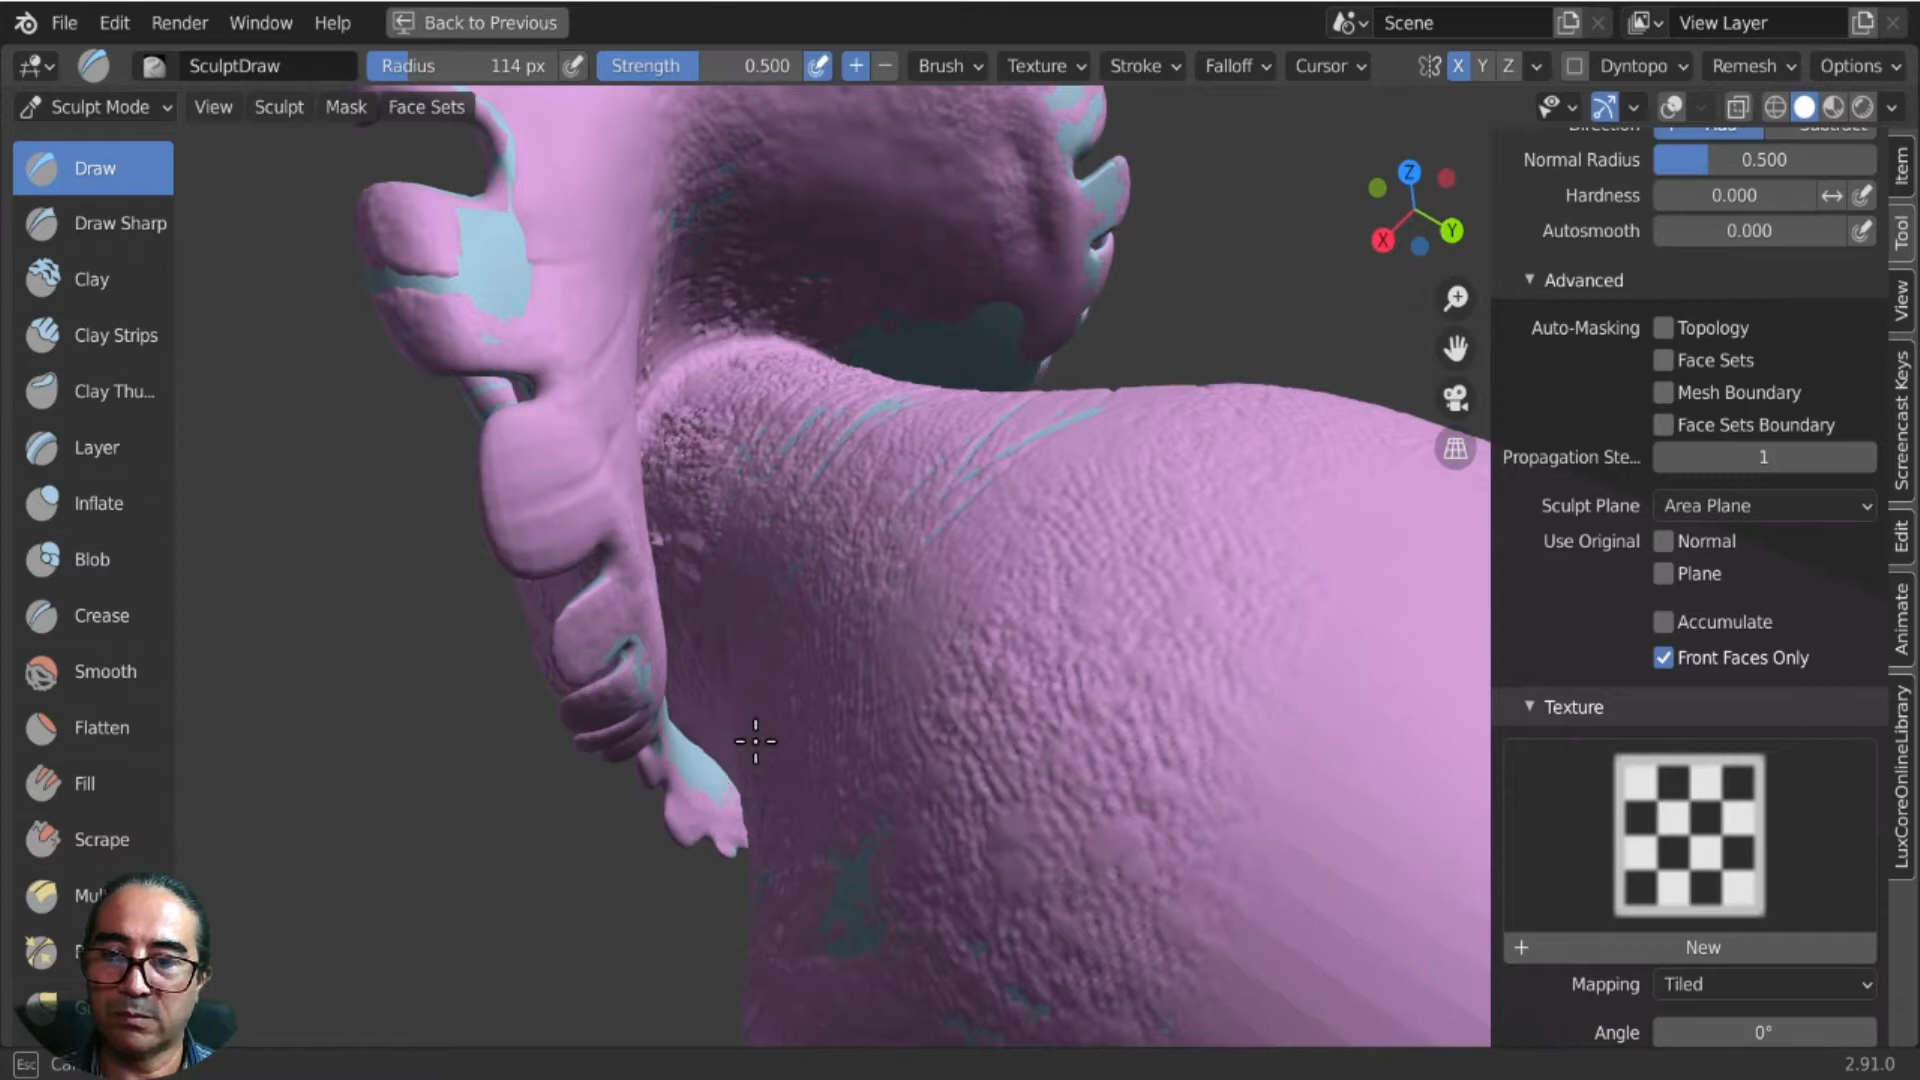 File Edit Render Window Help Back to Previous Scene View Layer
SculptDraw Radius 114 px Strength 0.500 + − Brush Texture Stroke Falloff Cursor X Y Z Dyntopo Remesh Options
Sculpt Mode View Sculpt Mask Face Sets
Draw
Draw Sharp
Clay
Clay Strips
Clay Thu...
Layer
Inflate
Blob
Crease
Smooth
Flatten
Fill
Scrape
Z
Y
X
Normal Radius 0.500
Hardness 0.000
Autosmooth 0.000
Advanced
Auto-Masking Topology
Face Sets
Mesh Boundary
Face Sets Boundary
Propagation Ste... 1
Sculpt Plane Area Plane
Use Original Normal
Plane
Accumulate
Front Faces Only
Texture
+ New
Mapping Tiled
Angle 0°
Item
Tool
View
Screencast Keys
Edit
Animate
LuxCoreOnlineLibrary
Esc
2.91.0